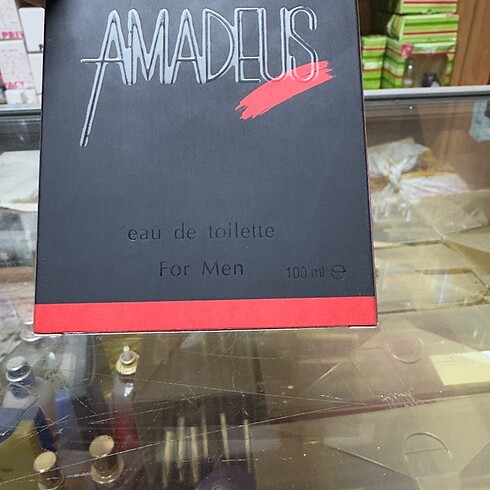 AMADEUS
eau de toilette
For Men
100 ml ℮